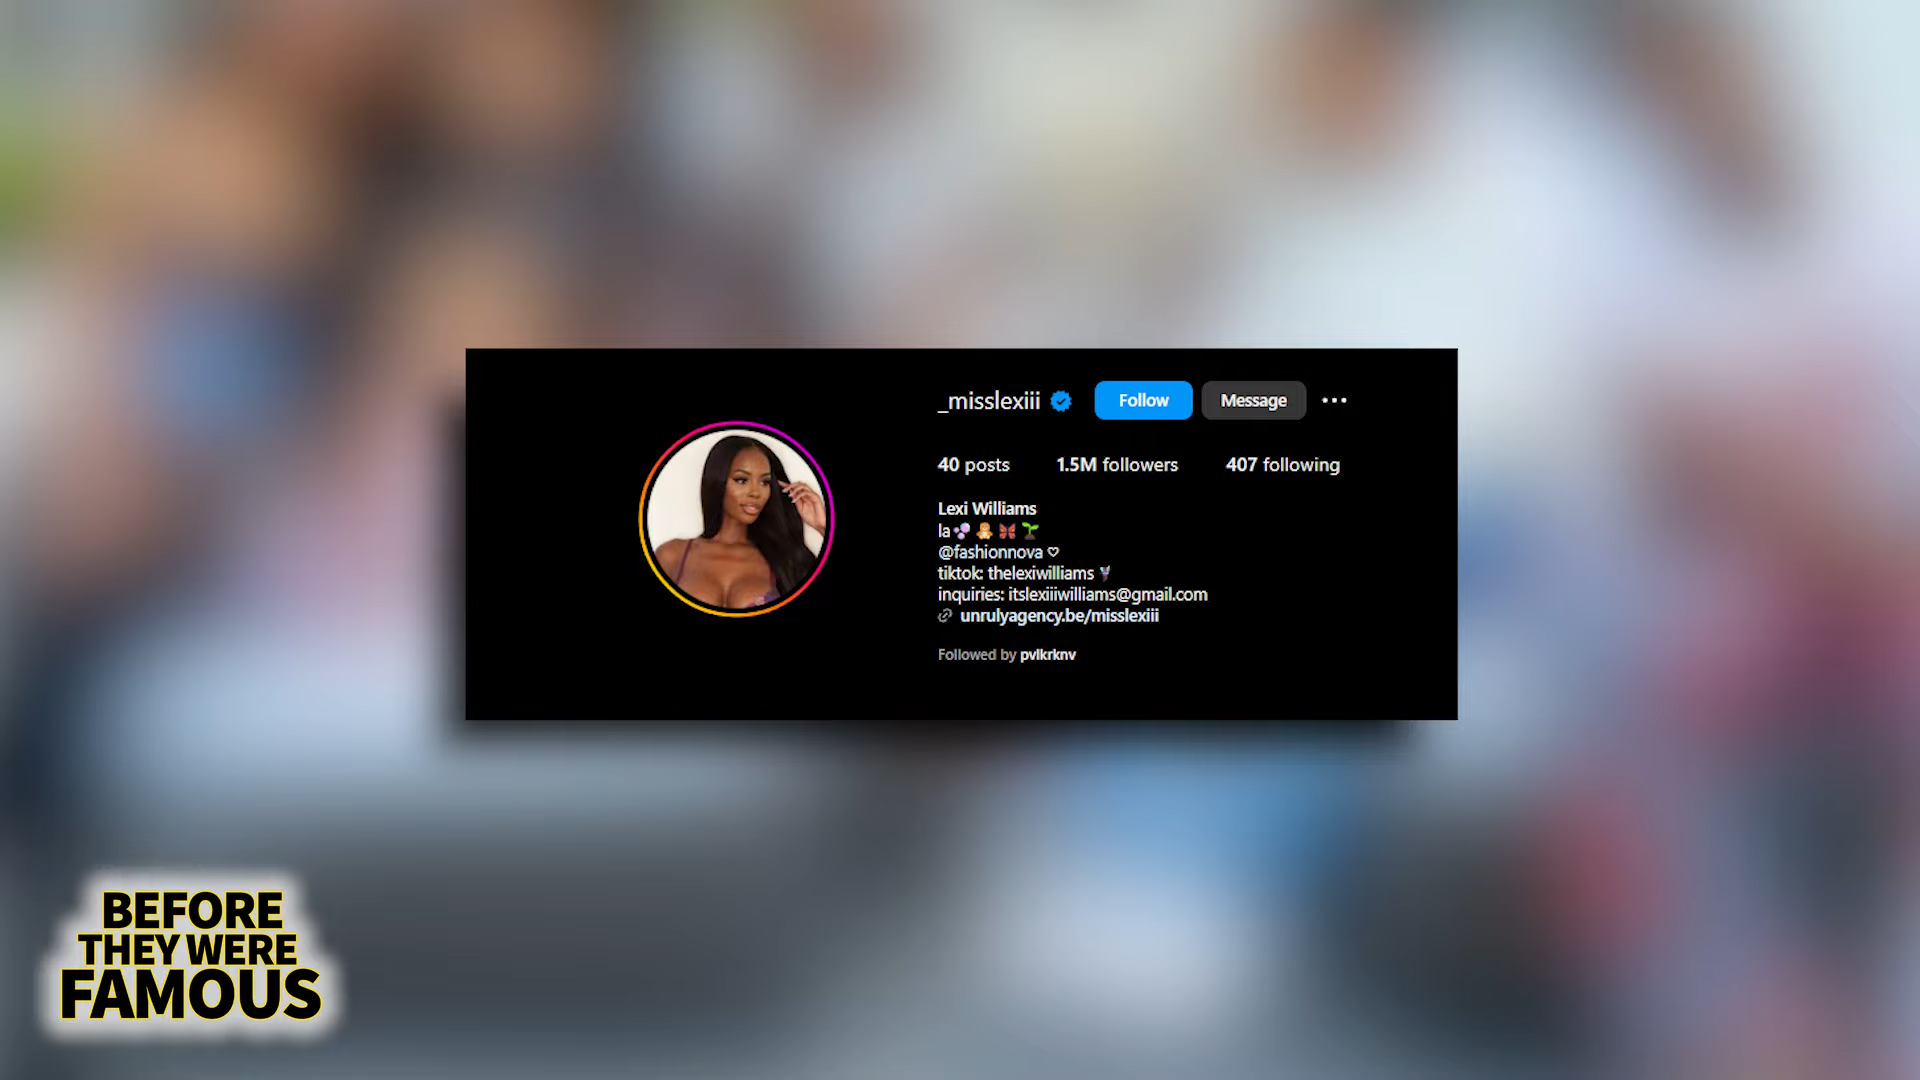 _misslexiii Follow Message
40 posts 1.5M followers 407 following
Lexi Williams
la🫧🧸🦋🌱
@fashionnova ♡
tiktok: thelexiwilliams🧚🏾‍♀️
inquiries: itslexiiiwilliams@gmail.com
unrulyagency.be/misslexiii
Followed by pvlkrknv
BEFORE
THEY WERE
FAMOUS